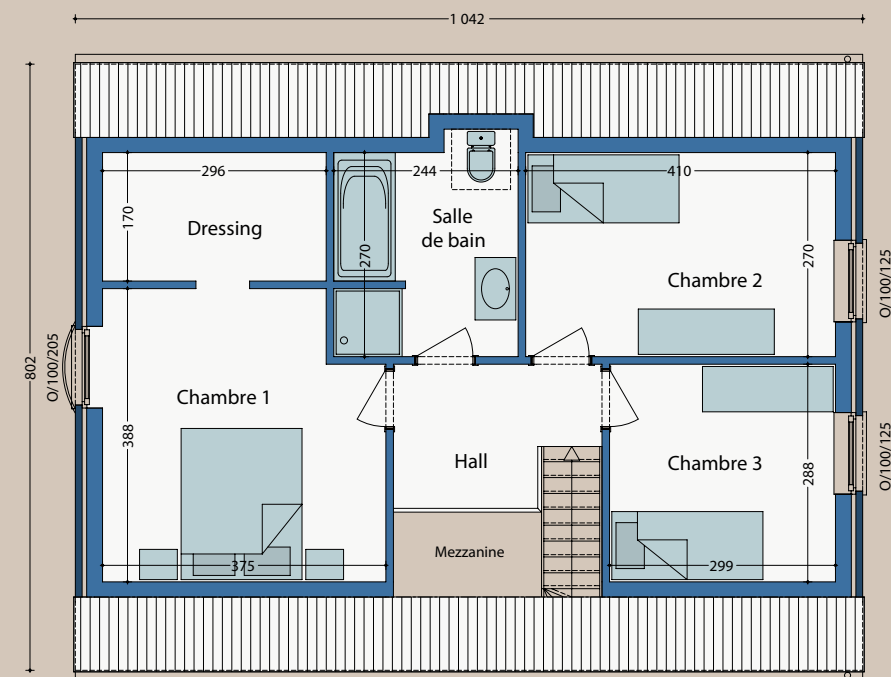 1 042
296
244
410
170
Dressing
Salle
de bain
270
270
Chambre 2
O/100/125
802
O/100/205
Chambre 1
388
Hall
Chambre 3
288
O/100/125
Mezzanine
375
299